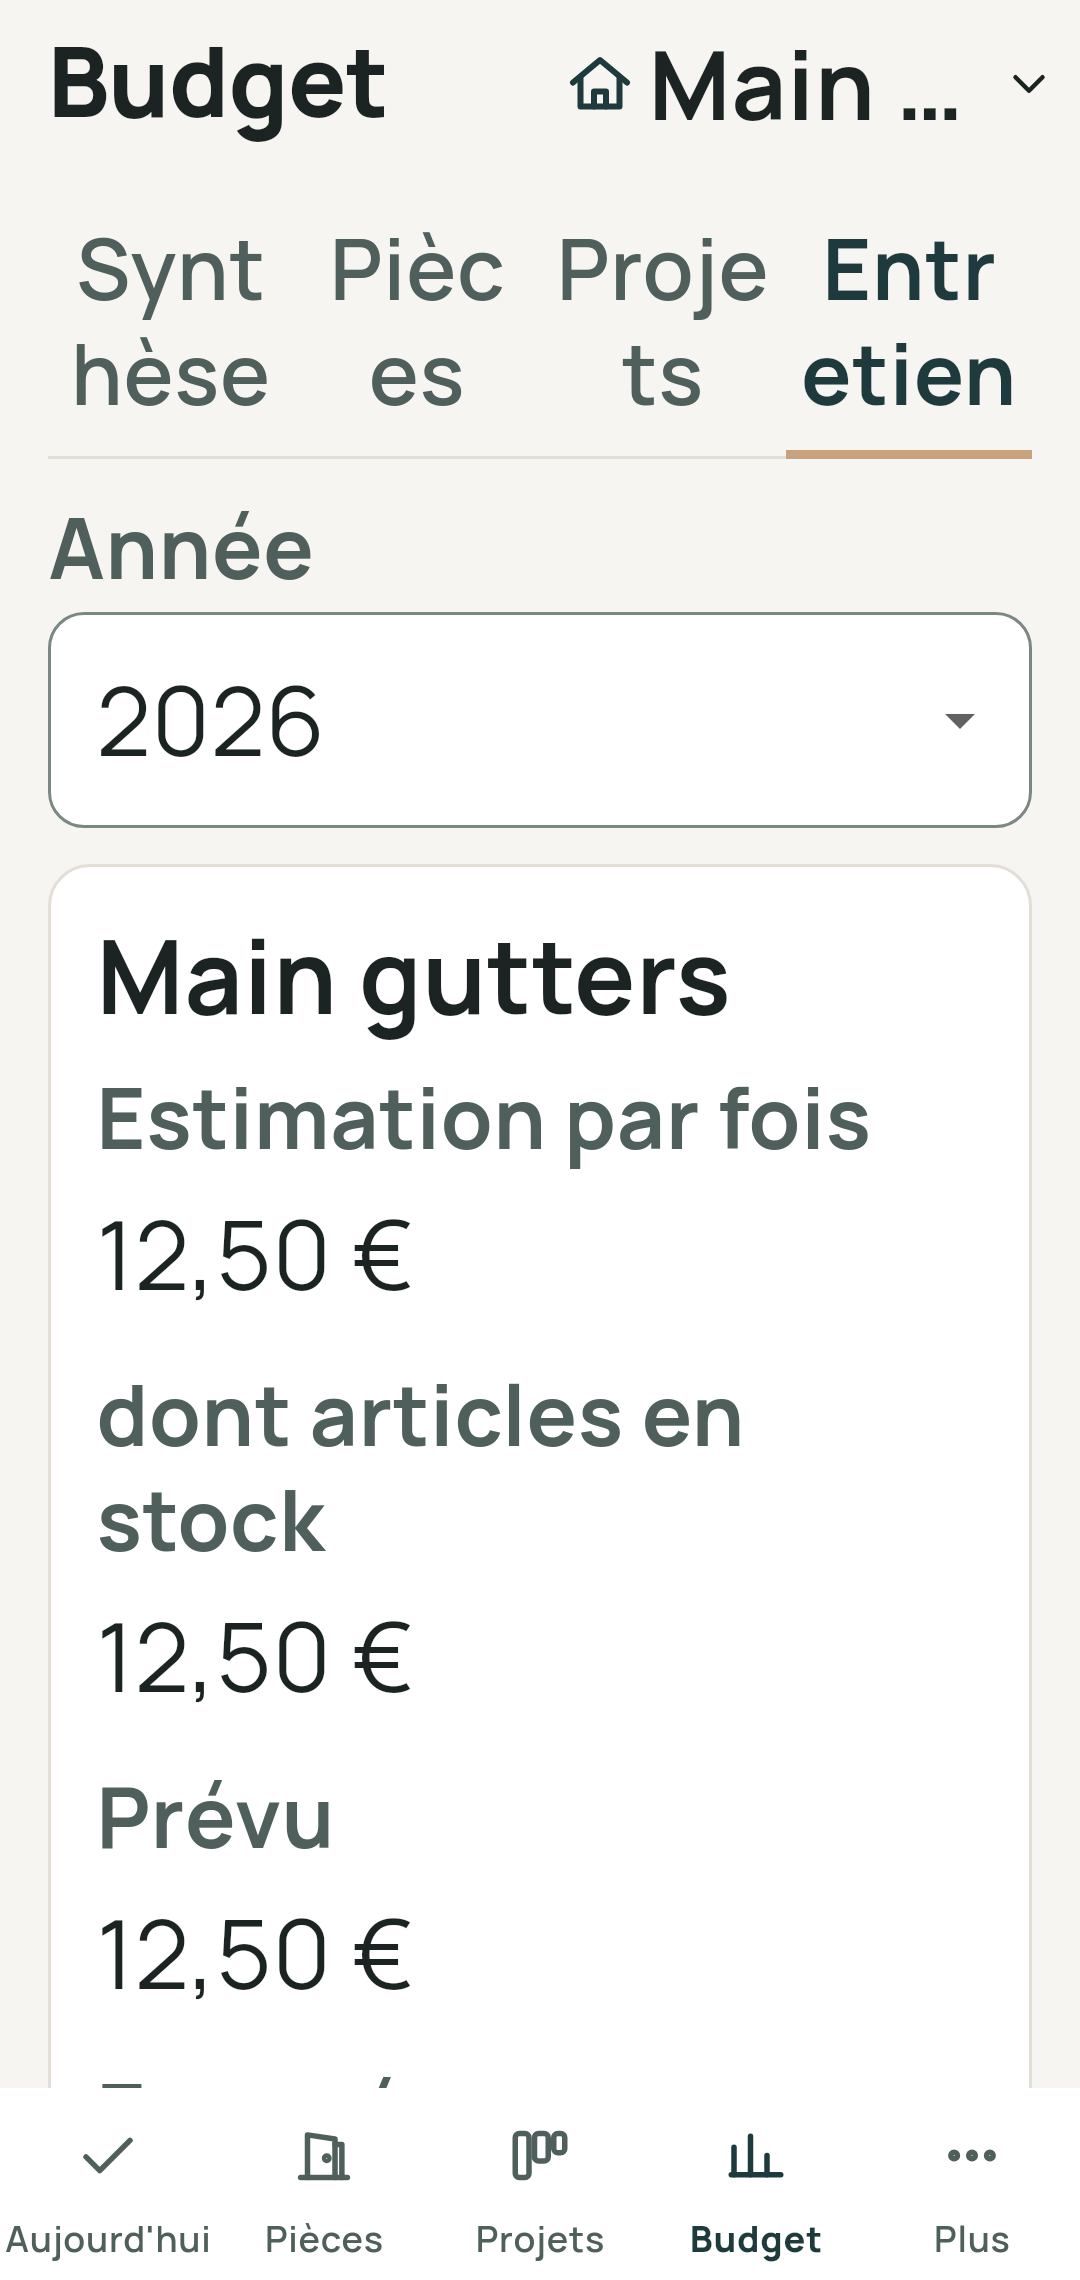 Budget
Main ...
Synt
hèse
Pièc
es
Proje
ts
Entr
etien
Année
2026
Main gutters
Estimation par fois
12,50 €
dont articles en
stock
12,50 €
Prévu
12,50 €
Aujourd'hui
Pièces
Projets
Budget
Plus